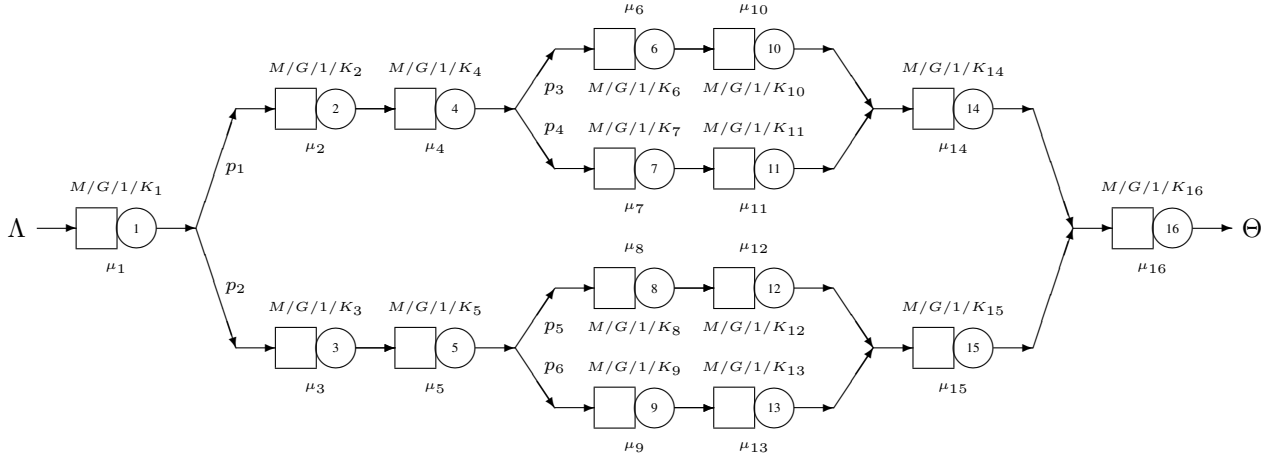 μ6 μ10
6 10
M/G/1/K2 M/G/1/K4 p3 M/G/1/K6 M/G/1/K10 M/G/1/K14
2 4 14
p4 M/G/1/K7 M/G/1/K11
μ2 μ4 μ14
p1 7 11
M/G/1/K1 μ7 μ11 M/G/1/K16
Λ 1 16 Θ
μ1 μ8 μ12 μ16
p2 8 12
M/G/1/K3 M/G/1/K5 p5 M/G/1/K8 M/G/1/K12 M/G/1/K15
3 5 15
p6 M/G/1/K9 M/G/1/K13
μ3 μ5 μ15
9 13
μ9 μ13